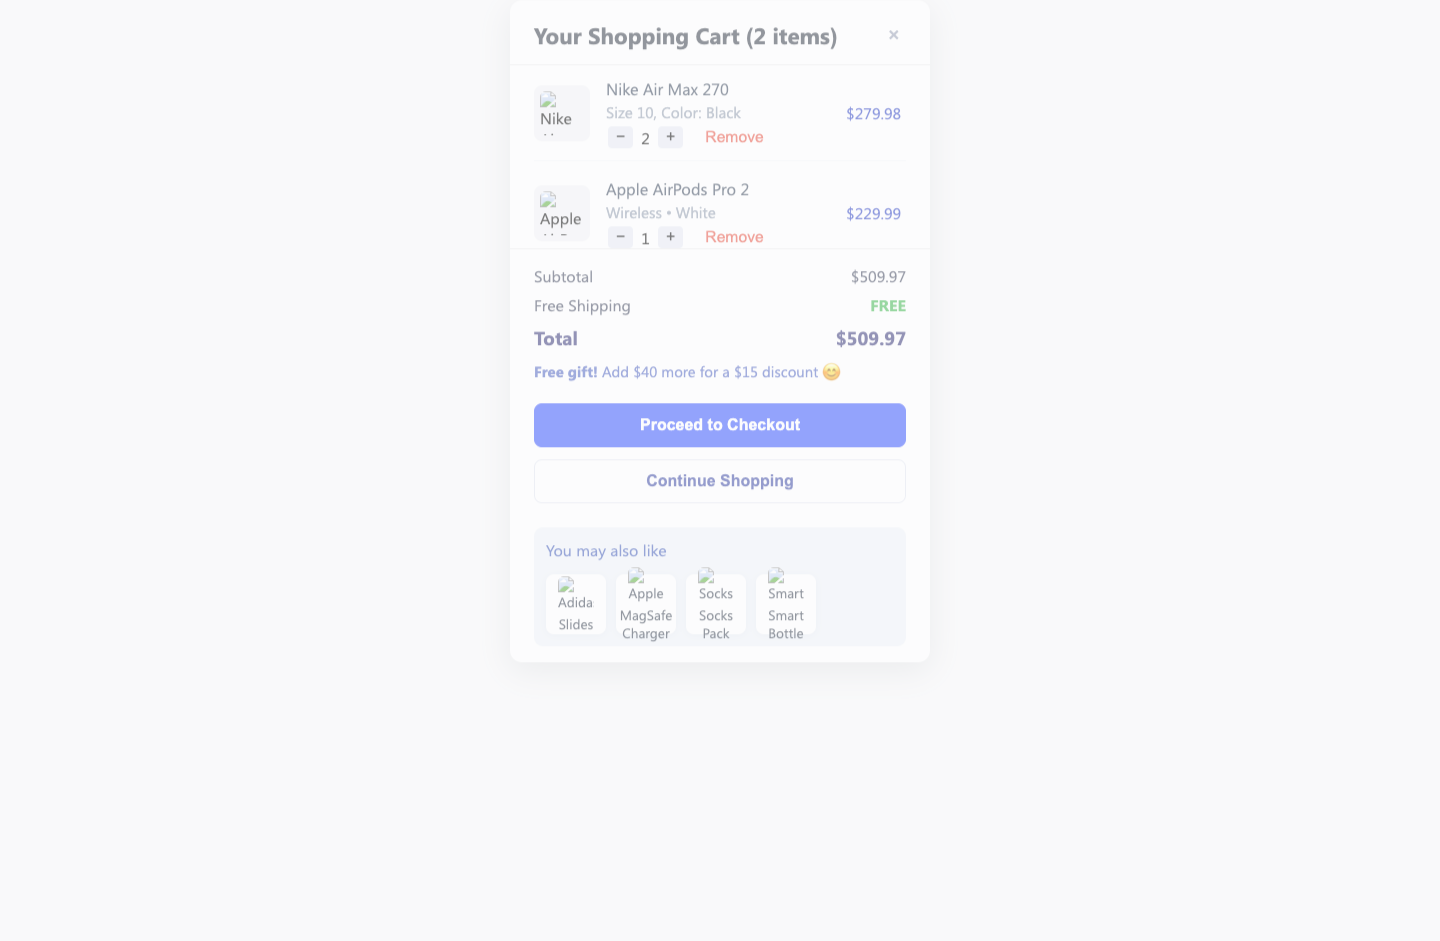 Your Shopping Cart (2 items)
×
Nike
Nike Air Max 270
Size 10, Color: Black
− 2 + Remove
$279.98
Apple
Apple AirPods Pro 2
Wireless • White
− 1 + Remove
$229.99
Subtotal $509.97
Free Shipping FREE
Total $509.97
Free gift! Add $40 more for a $15 discount 😊
Proceed to Checkout
Continue Shopping
You may also like
Adida
Slides
Apple
MagSafe
Charger
Socks
Socks
Pack
Smart
Smart
Bottle